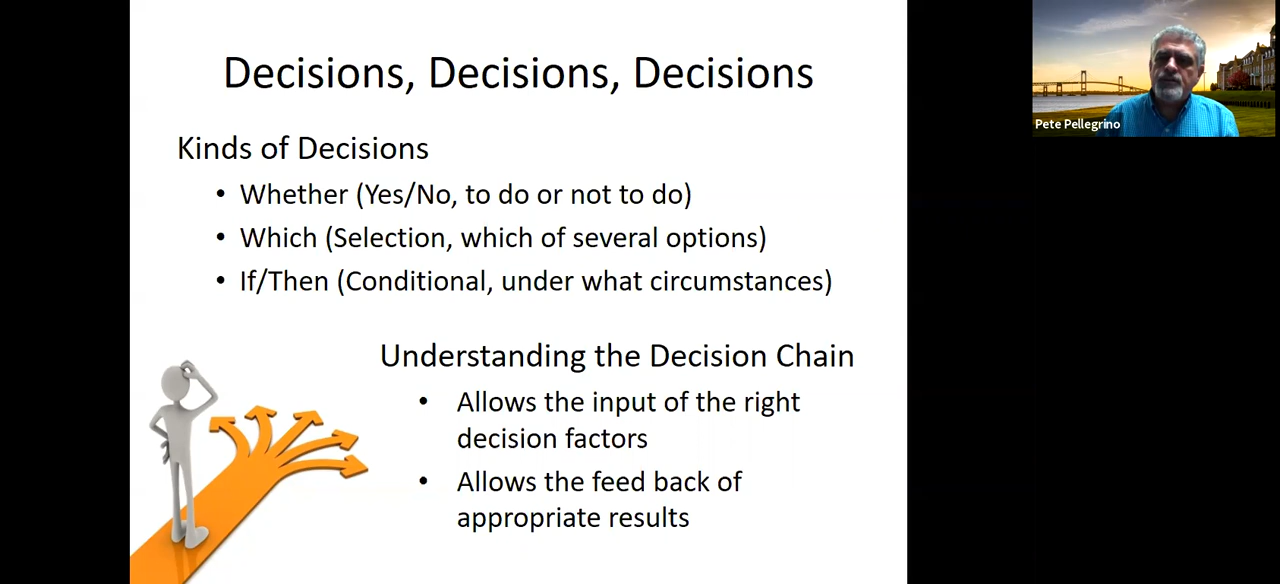 Decisions, Decisions, Decisions
Kinds of Decisions
• Whether (Yes/No, to do or not to do)
• Which (Selection, which of several options)
• If/Then (Conditional, under what circumstances)
Understanding the Decision Chain
• Allows the input of the right
decision factors
• Allows the feed back of
appropriate results
Pete Pellegrino